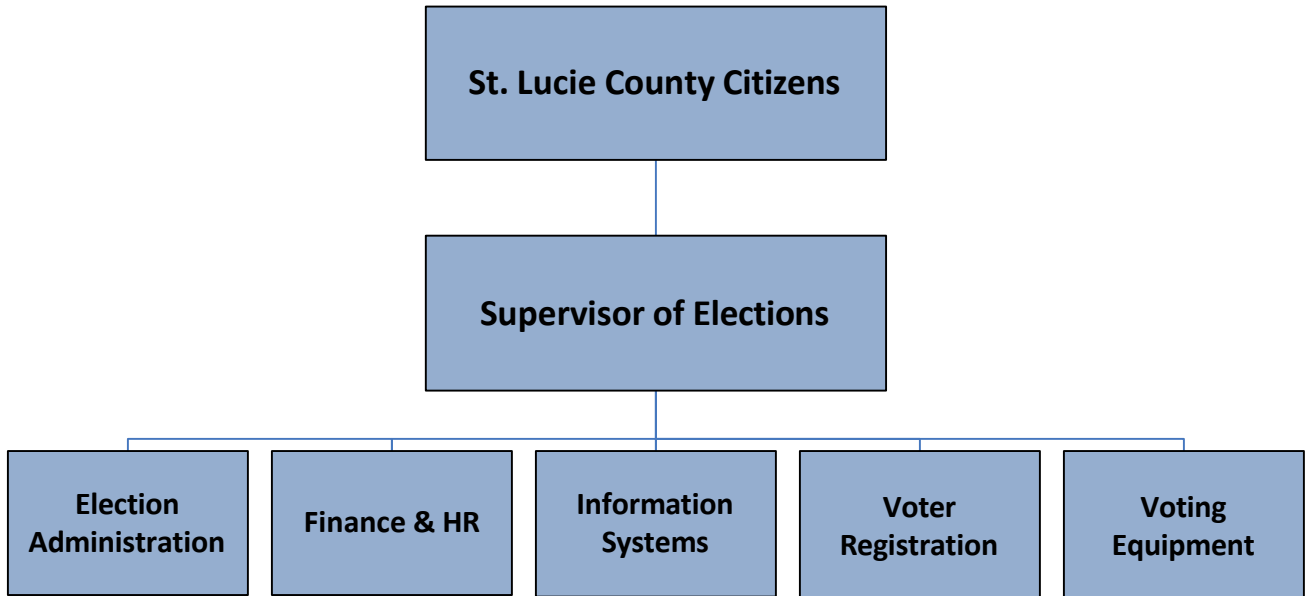 St. Lucie County Citizens
Supervisor of Elections
Election
Administration
Finance & HR
Information
Systems
Voter
Registration
Voting
Equipment